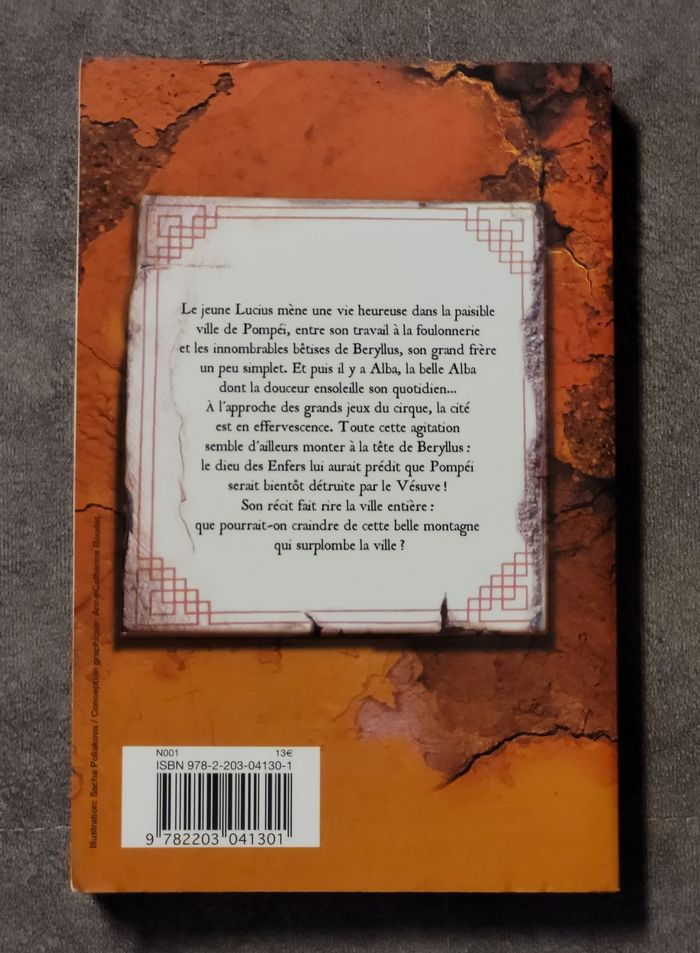 Le jeune Lucius mène une vie heureuse dans la paisible
ville de Pompéi, entre son travail à la foulonnerie
et les innombrables bêtises de Beryllus, son grand frère
un peu simplet. Et puis il y a Alba, la belle Alba
dont la douceur ensoleille son quotidien...
À l'approche des grands jeux du cirque, la cité
est en effervescence. Toute cette agitation
semble d'ailleurs monter à la tête de Beryllus :
le dieu des Enfers lui aurait prédit que Pompéi
serait bientôt détruite par le Vésuve !
Son récit fait rire la ville entière :
que pourrait-on craindre de cette belle montagne
qui surplombe la ville ?
Illustration: Sacha Poliakova / Conception graphique: Anne-Catherine Boudet
N001 13€
ISBN 978-2-203-04130-1
9 782203 041301